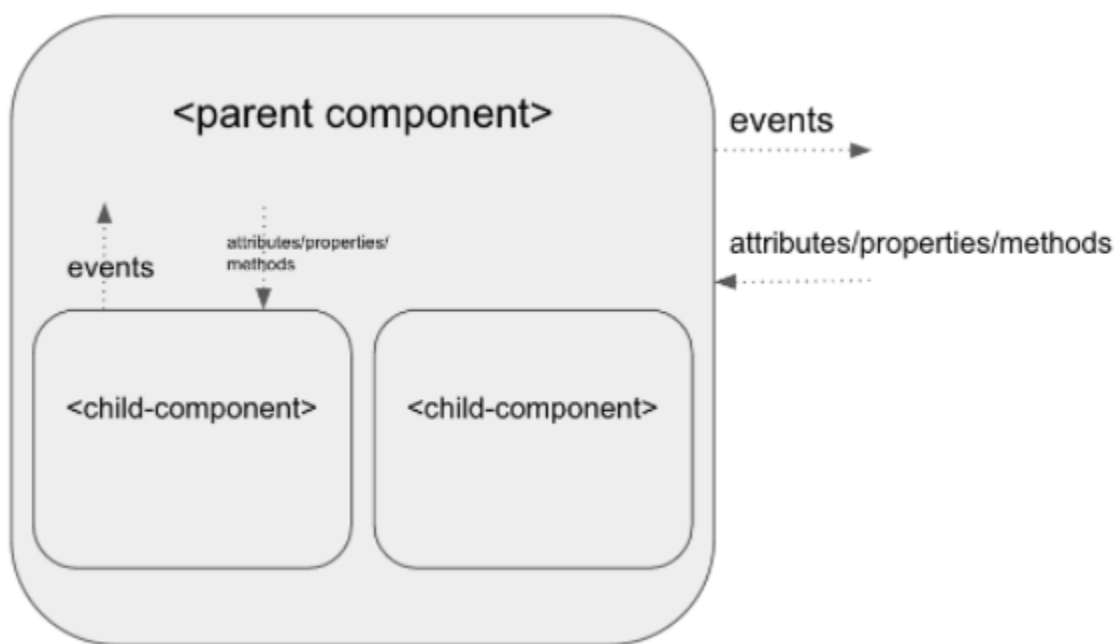 <parent component>
events
attributes/properties/methods
events
attributes/properties/
methods
<child-component>
<child-component>